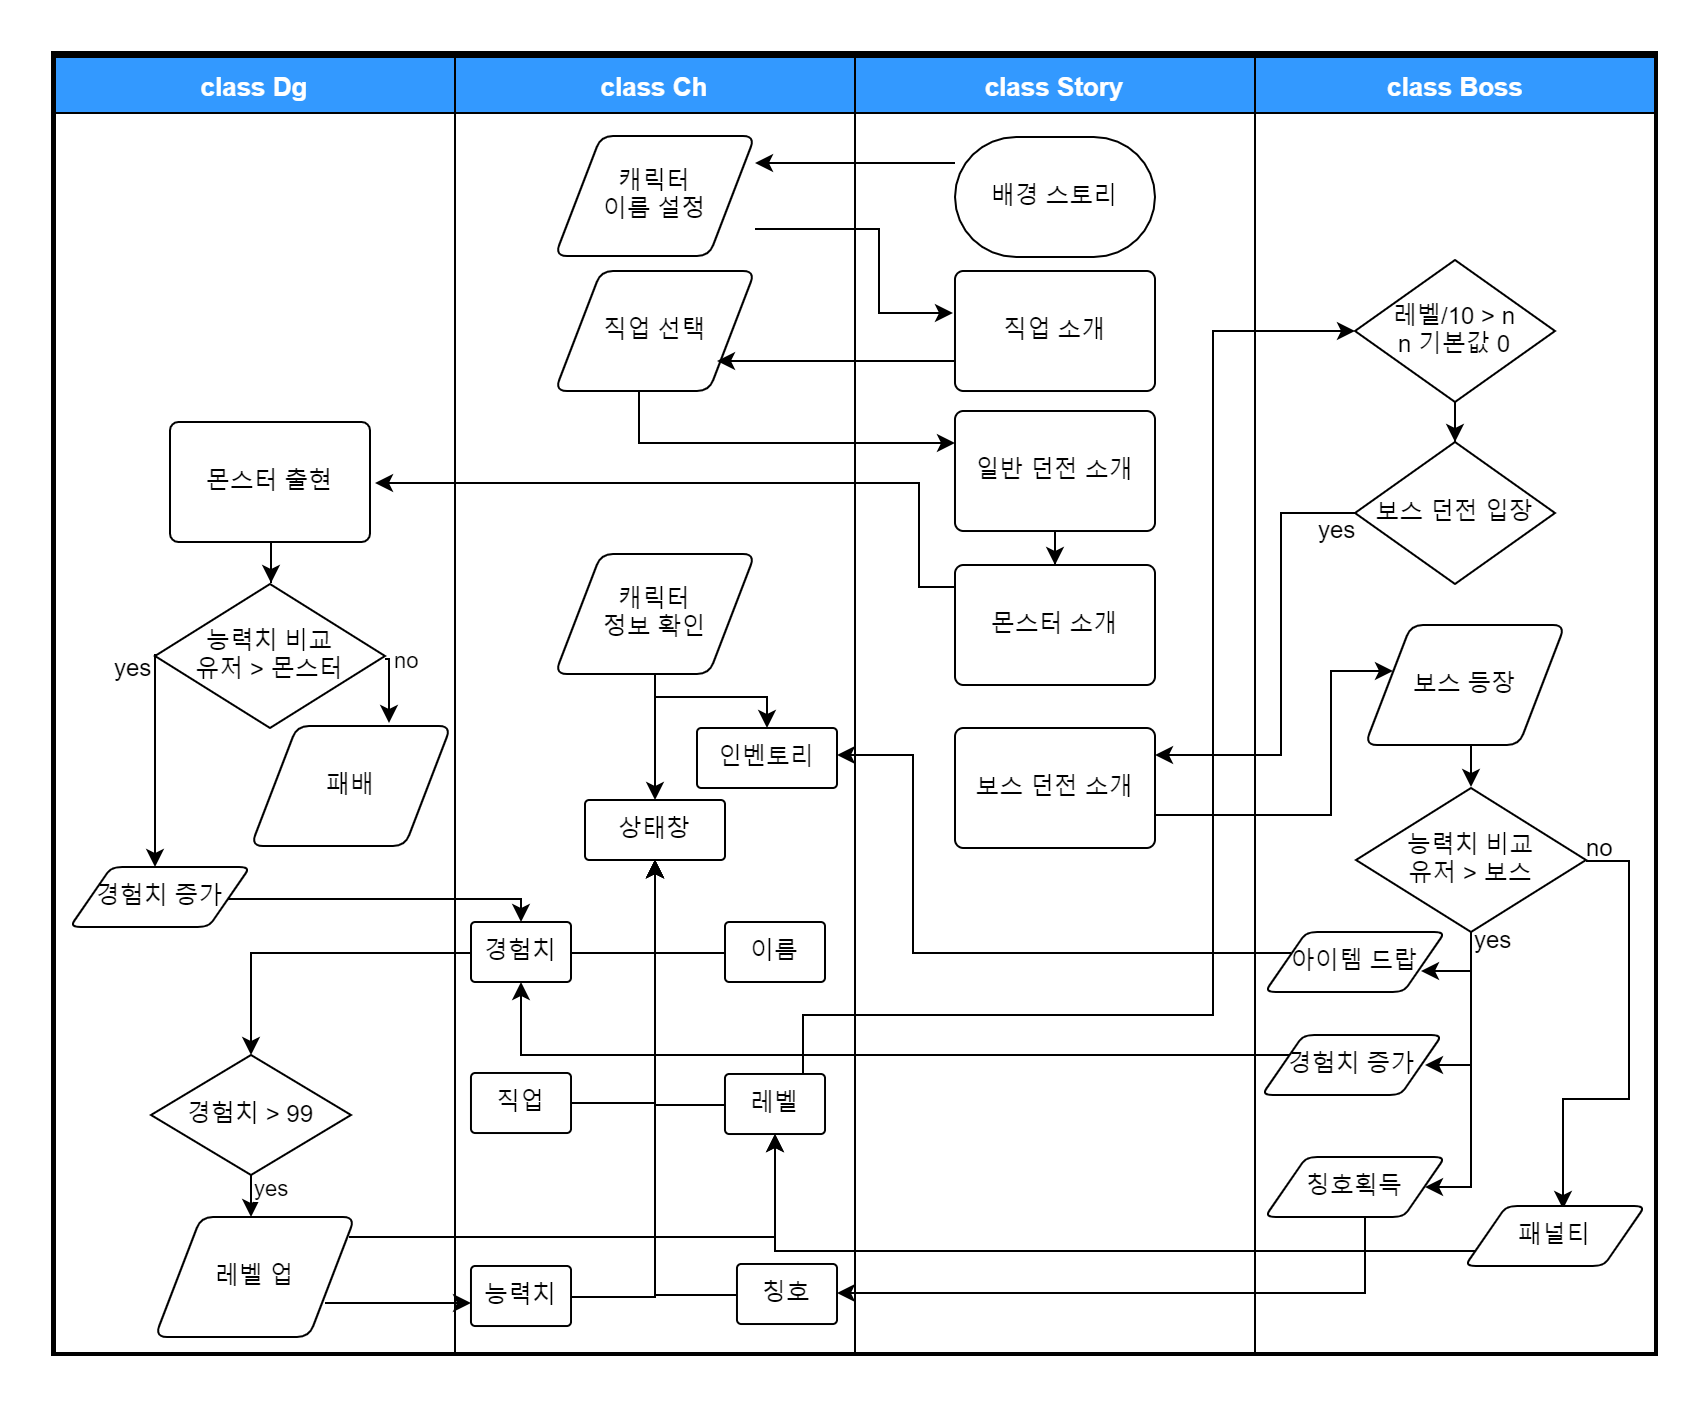 class Dg
class Ch
class Story
class Boss
캐릭터
이름 설정
배경 스토리
직업 선택
직업 소개
레벨/10 > n
n 기본값 0
몬스터 출현
일반 던전 소개
보스 던전 입장
yes
능력치 비교
유저 > 몬스터
yes
no
캐릭터
정보 확인
몬스터 소개
보스 등장
패배
인벤토리
보스 던전 소개
상태창
능력치 비교
유저 > 보스
no
yes
경험치 증가
경험치
이름
아이템 드랍
경험치 > 99
yes
직업
레벨
경험치 증가
칭호획득
레벨 업
능력치
칭호
패널티